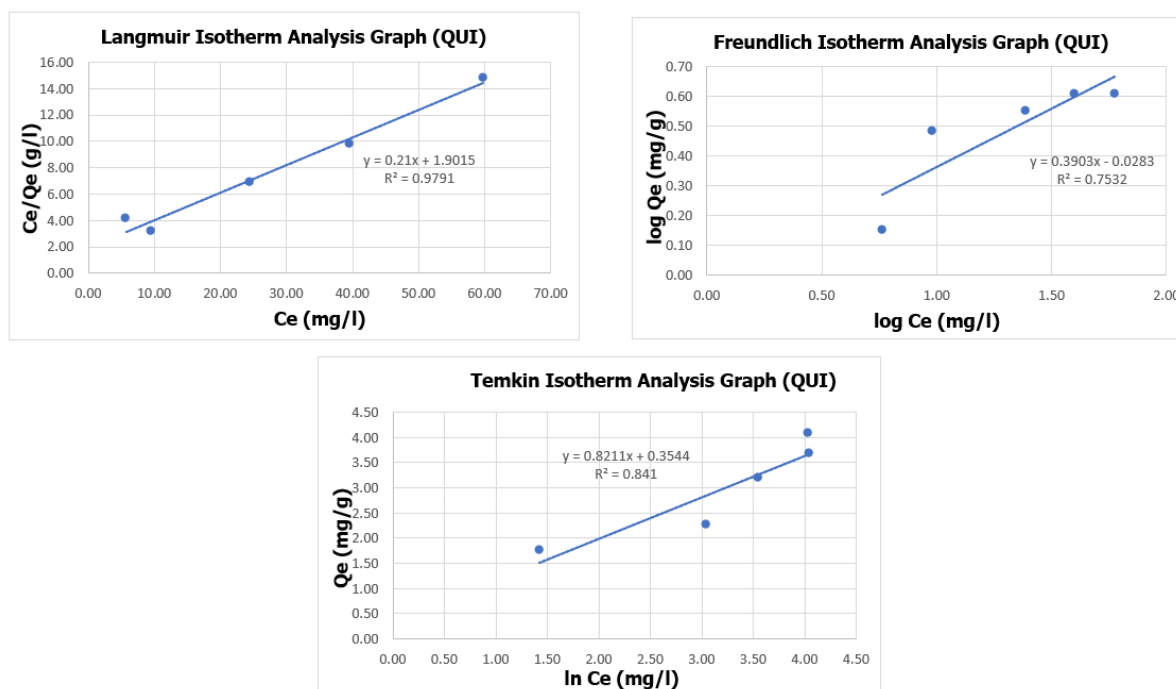 Langmuir Isotherm Analysis Graph (QUI)
16.00
14.00
12.00
10.00
8.00
6.00
4.00
2.00
0.00
Ce/Qe (g/l)
y = 0.21x + 1.9015
R² = 0.9791
0.00 10.00 20.00 30.00 40.00 50.00 60.00 70.00
Ce (mg/l)
Freundlich Isotherm Analysis Graph (QUI)
0.70
0.60
0.50
0.40
0.30
0.20
0.10
0.00
log Qe (mg/g)
y = 0.3903x - 0.0283
R² = 0.7532
0.00 0.50 1.00 1.50 2.00
log Ce (mg/l)
Temkin Isotherm Analysis Graph (QUI)
4.50
4.00
3.50
3.00
2.50
2.00
1.50
1.00
0.50
0.00
Qe (mg/g)
y = 0.8211x + 0.3544
R² = 0.841
0.00 0.50 1.00 1.50 2.00 2.50 3.00 3.50 4.00 4.50
ln Ce (mg/l)